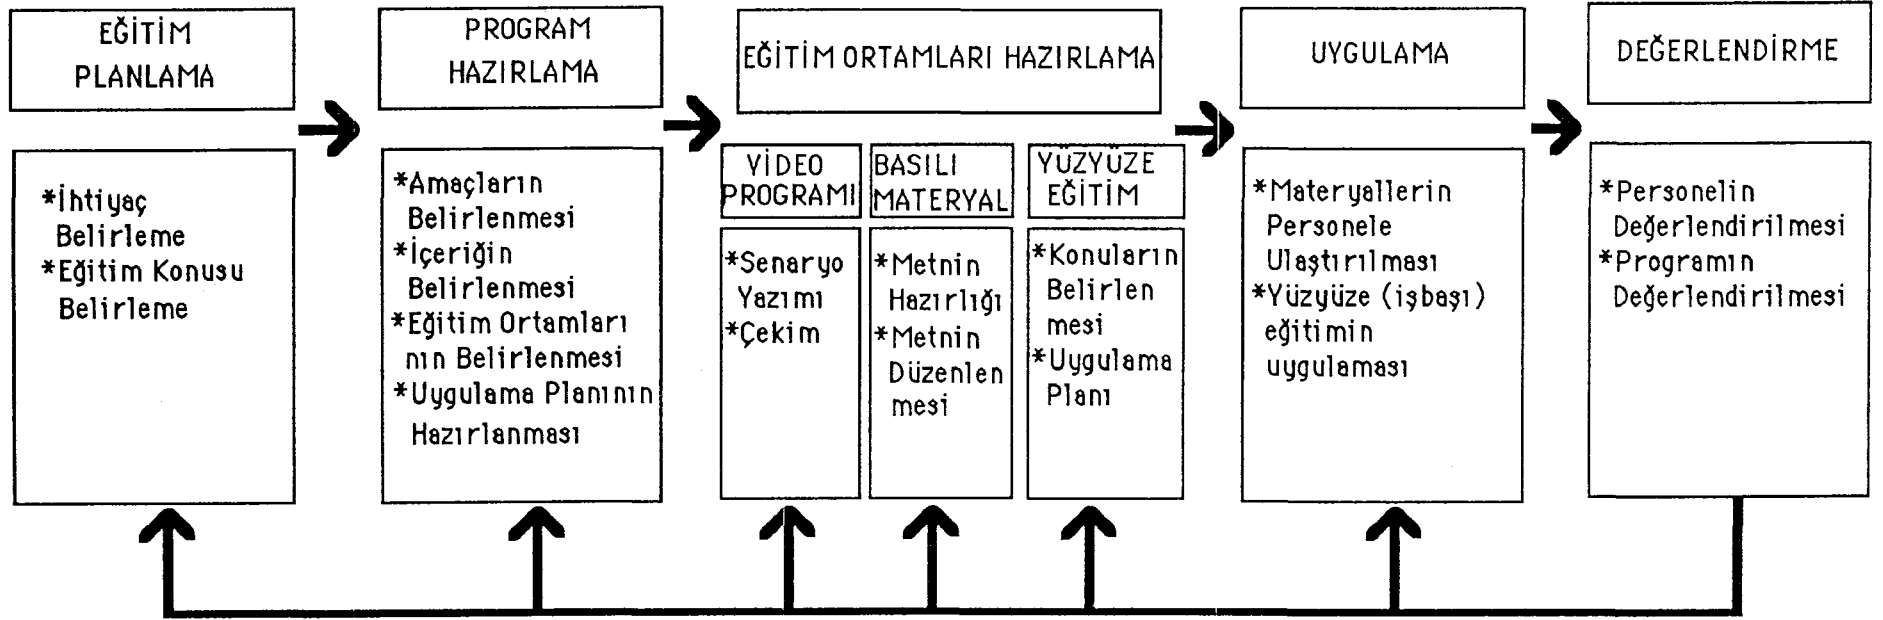 EĞİTİM
PLANLAMA
*İhtiyaç
Belirleme
*Eğitim Konusu
Belirleme
PROGRAM
HAZIRLAMA
*Amaçların
Belirlenmesi
*İçeriğin
Belirlenmesi
*Eğitim Ortamları
nın Belirlenmesi
*Uygulama Planının
Hazırlanması
EĞİTİM ORTAMLARI HAZIRLAMA
VİDEO
PROGRAMI
*Senaryo
Yazımı
*Çekim
BASILI
MATERYAL
*Metnin
Hazırlığı
*Metnin
Düzenlen
mesi
YÜZYÜZE
EĞİTİM
*Konuların
Belirlen
mesi
*Uygulama
Planı
UYGULAMA
*Materyallerin
Personele
Ulaştırılması
*Yüzyüze (işbaşı)
eğitimin
uygulaması
DEĞERLENDİRME
*Personelin
Değerlendirilmesi
*Programın
Değerlendirilmesi